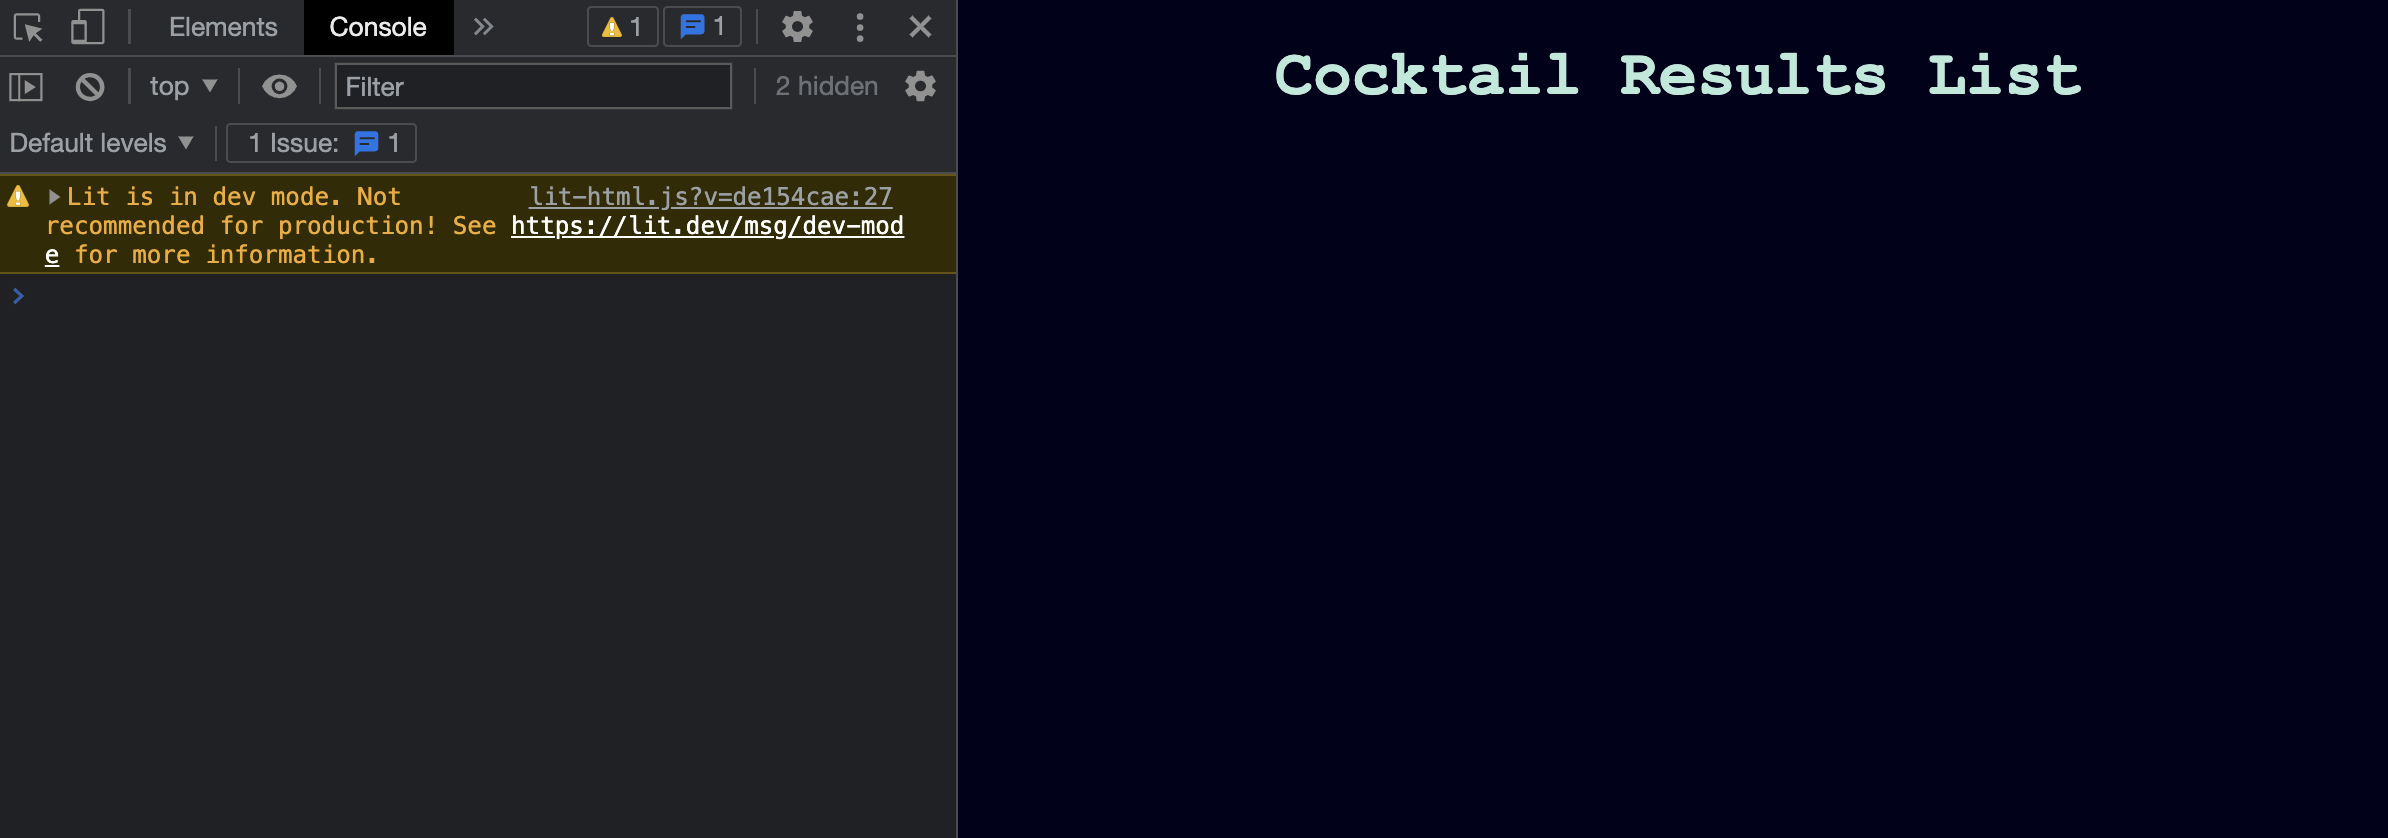 Elements Console 1 1
top Filter 2 hidden
Default levels 1 Issue: 1
Lit is in dev mode. Not lit-html.js?v=de154cae:27
recommended for production! See https://lit.dev/msg/dev-mod
e for more information.
Cocktail Results List